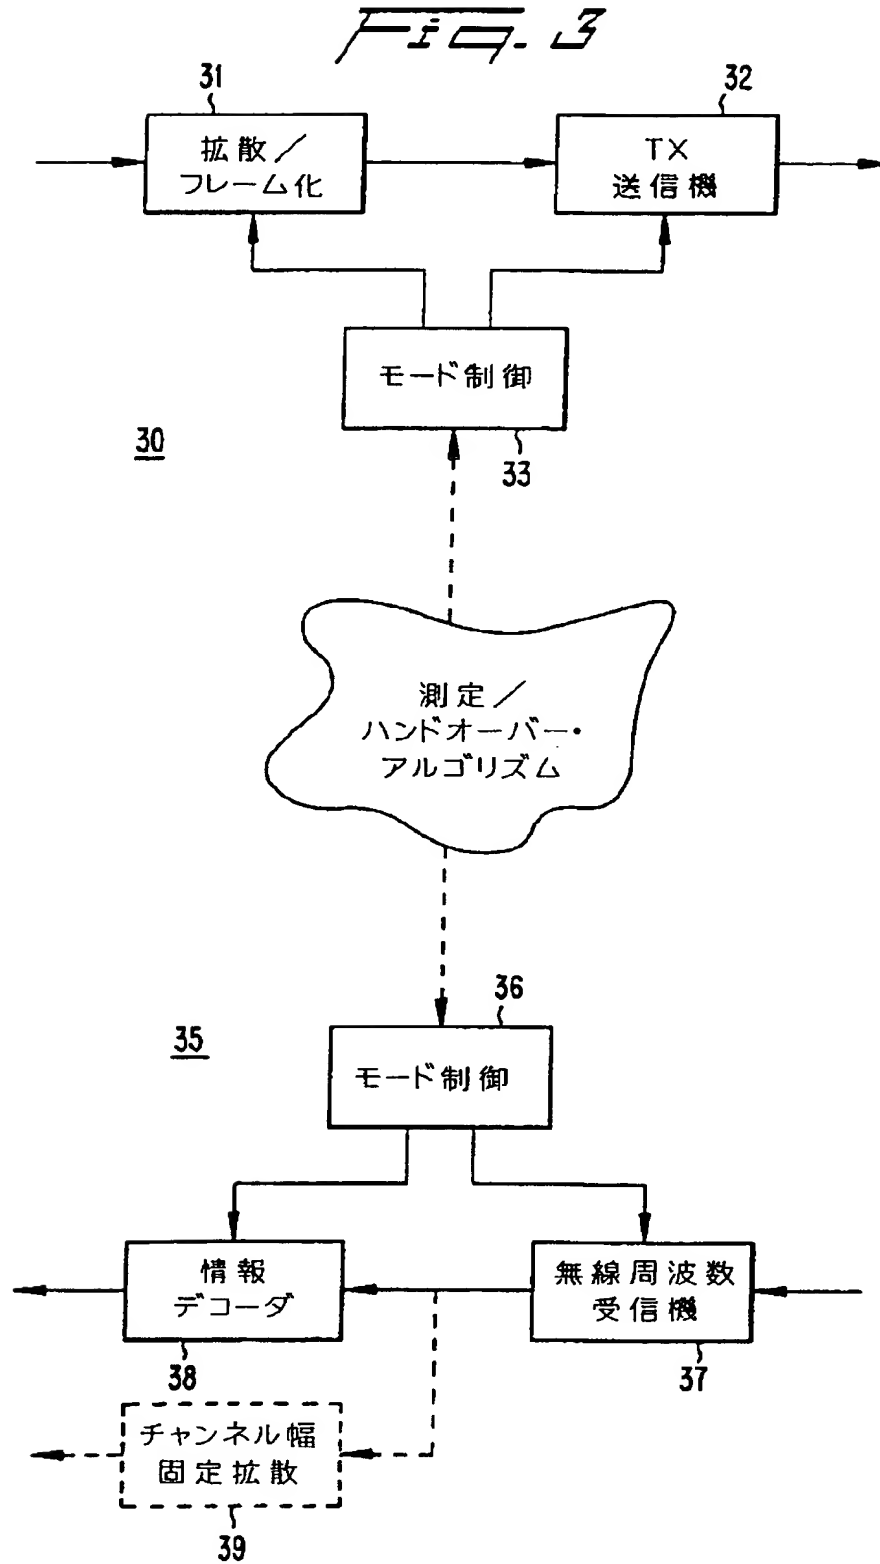 Fig. 3
31
32
拡散／
フレーム化
TX
送信機
モード制御
30
33
測定／
ハンドオーバー・
アルゴリズム
36
35
モード制御
情報
デコーダ
無線周波数
受信機
38
37
チャンネル幅
固定拡散
39